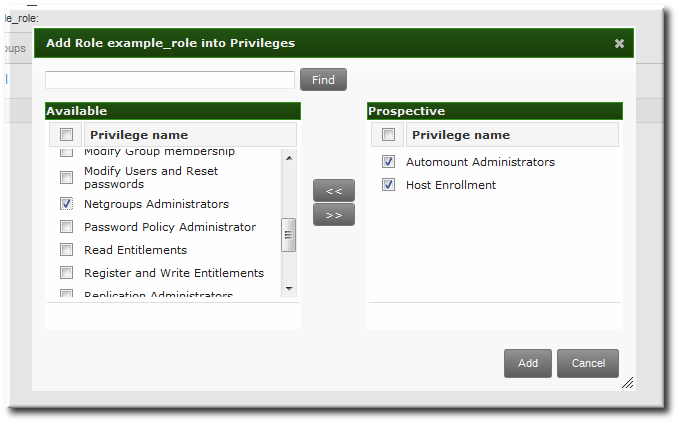 le_role:
Add Role example_role into Privileges
oups
Find
Available
Prospective
Privilege name
Privilege name
Modify Group membership
Modify Users and Reset
passwords
Netgroups Administrators
Password Policy Administrator
Read Entitlements
Register and Write Entitlements
Replication Administrators
<<
>>
Automount Administrators
Host Enrollment
Add
Cancel